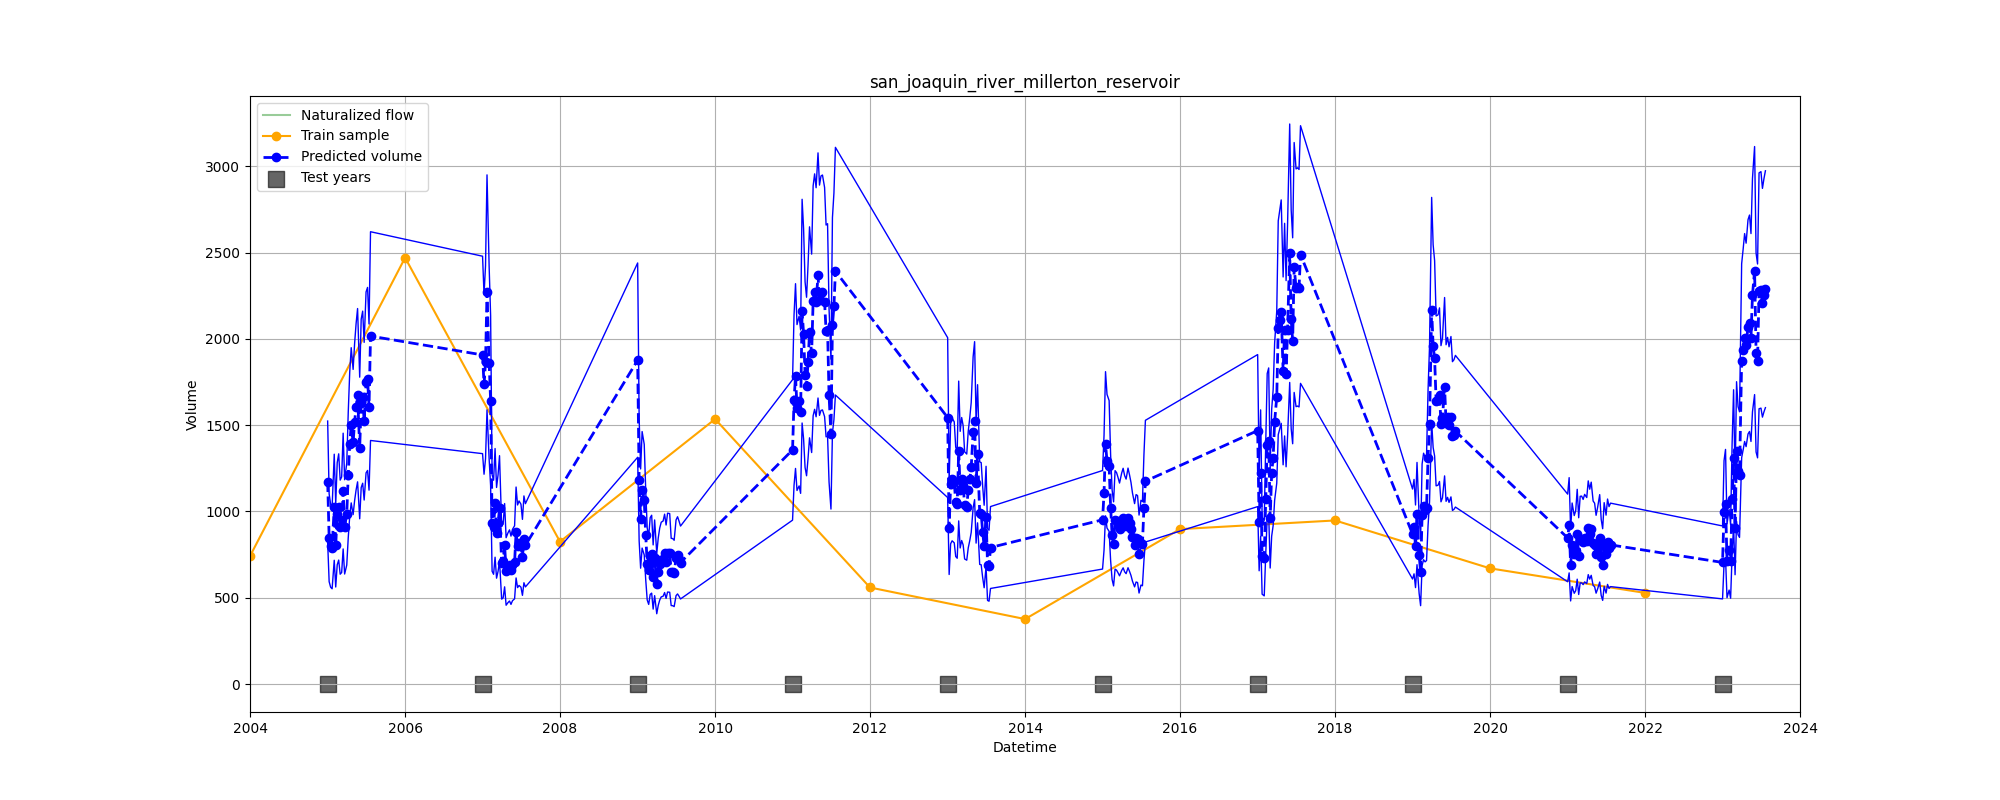 san_joaquin_river_millerton_reservoir
Naturalized flow
Train sample
Predicted volume
Test years
3000
2500
2000
1500
1000
500
0
Volume
2004 2006 2008 2010 2012 2014 2016 2018 2020 2022 2024
Datetime